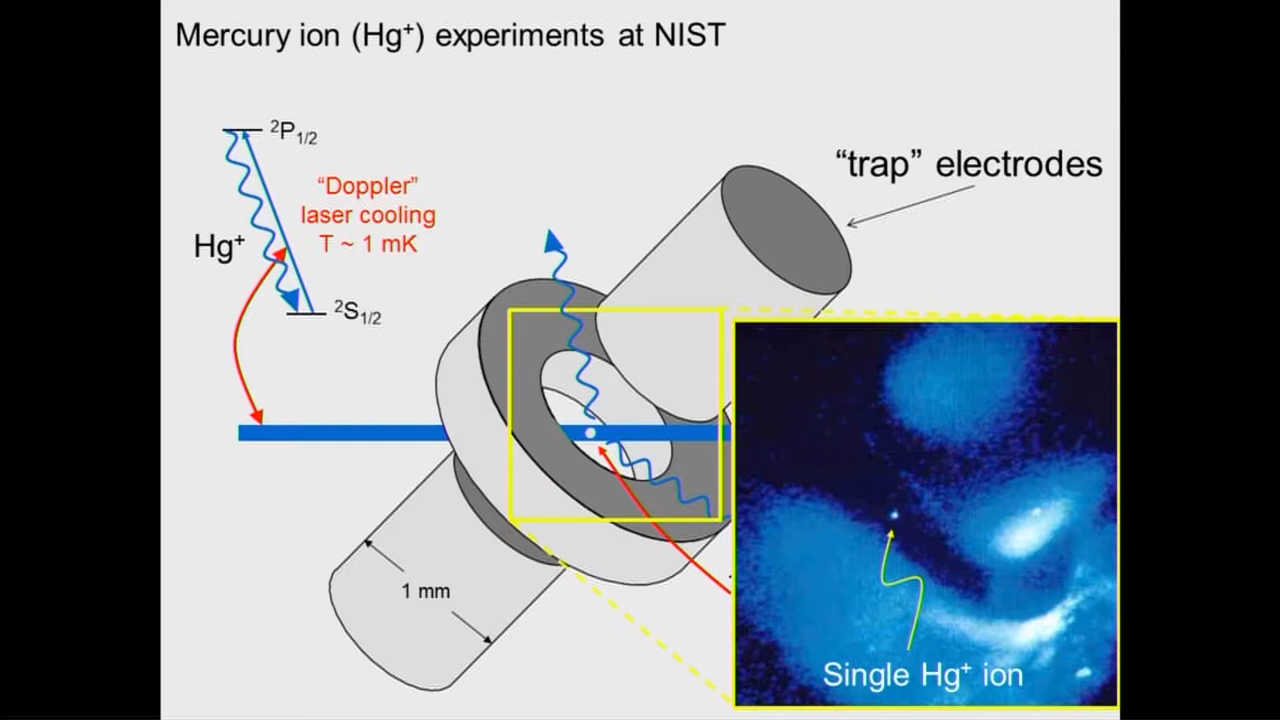 Mercury ion (Hg⁺) experiments at NIST
²P₁/₂
“Doppler”
laser cooling
T ~ 1 mK
Hg⁺
²S₁/₂
“trap” electrodes
1 mm
Single Hg⁺ ion